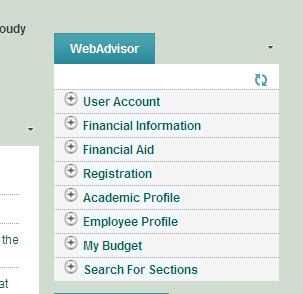 oudy
WebAdvisor
User Account
Financial Information
Financial Aid
Registration
Academic Profile
Employee Profile
the
My Budget
Search For Sections
at